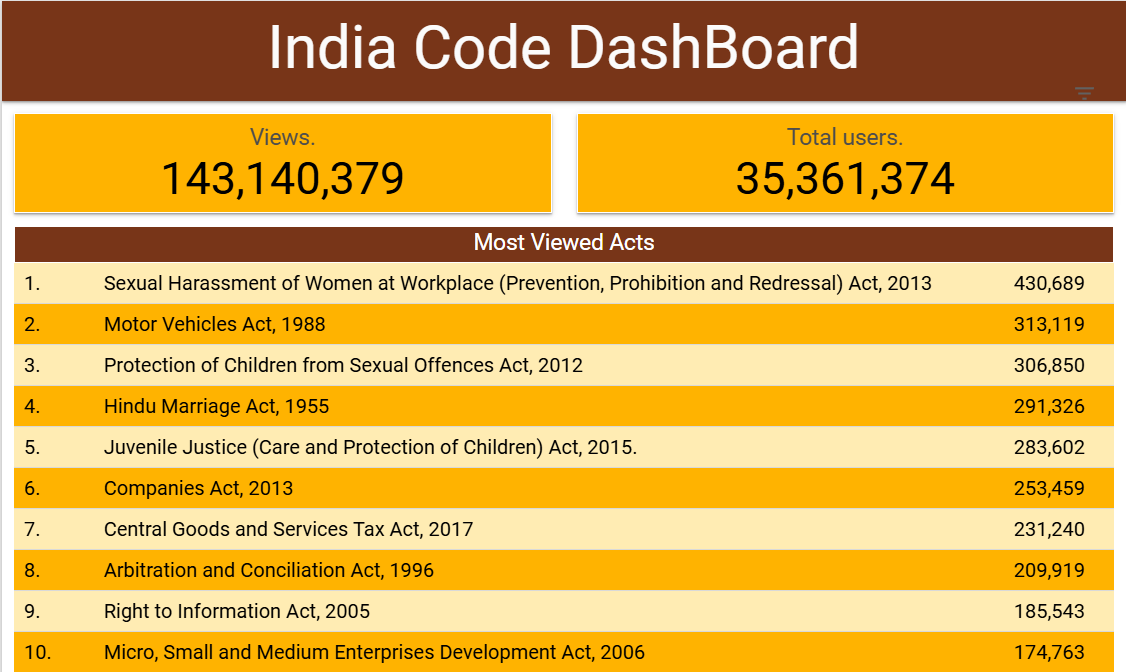 India Code DashBoard
Views.
143,140,379
Total users.
35,361,374
Most Viewed Acts
1. Sexual Harassment of Women at Workplace (Prevention, Prohibition and Redressal) Act, 2013 430,689
2. Motor Vehicles Act, 1988 313,119
3. Protection of Children from Sexual Offences Act, 2012 306,850
4. Hindu Marriage Act, 1955 291,326
5. Juvenile Justice (Care and Protection of Children) Act, 2015. 283,602
6. Companies Act, 2013 253,459
7. Central Goods and Services Tax Act, 2017 231,240
8. Arbitration and Conciliation Act, 1996 209,919
9. Right to Information Act, 2005 185,543
10. Micro, Small and Medium Enterprises Development Act, 2006 174,763